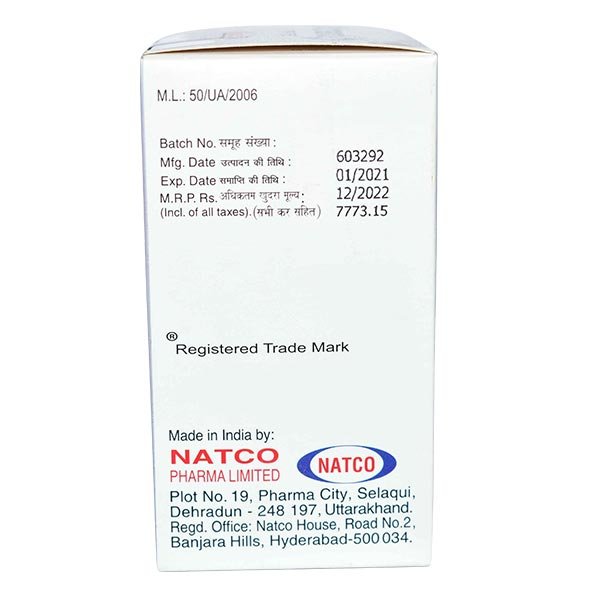 M.L.: 50/UA/2006
Batch No. समूह संख्या :
603292
Mfg. Date उत्पादन की तिथि :
01/2021
Exp. Date समाप्ति की तिथि :
12/2022
M.R.P. Rs. अधिकतम खुदरा मूल्य :
7773.15
(Incl. of all taxes). (सभी कर सहित)
® Registered Trade Mark
Made in India by:
NATCO
PHARMA LIMITED
NATCO
Plot No. 19, Pharma City, Selaqui,
Dehradun - 248 197, Uttarakhand.
Regd. Office: Natco House, Road No.2,
Banjara Hills, Hyderabad-500 034.